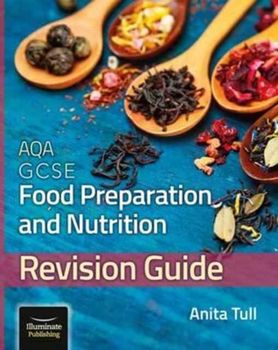 AQA
GCSE
Food Preparation
and Nutrition
Revision Guide
Anita Tull
Illuminate
Publishing